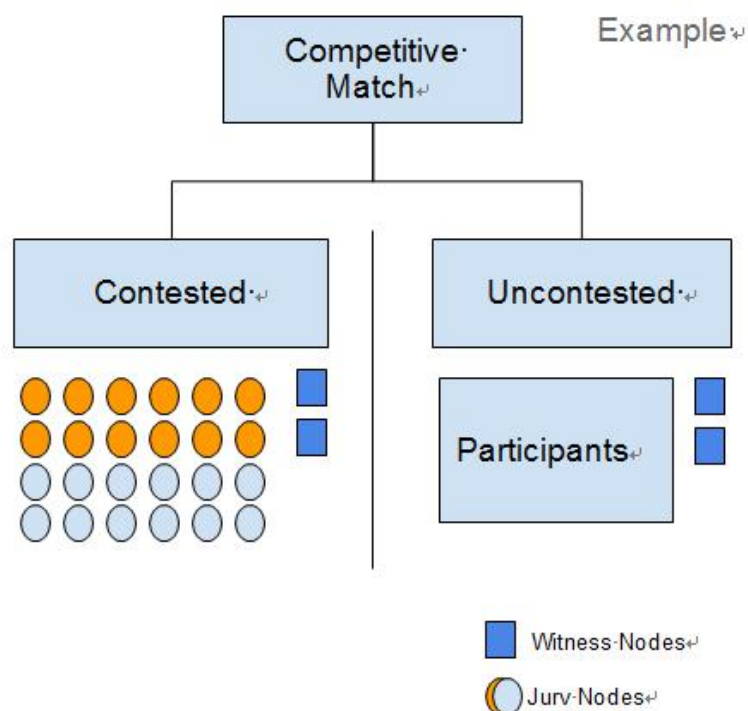 Example
Competitive
Match
Contested
Uncontested
Participants
Witness Nodes
Jury Nodes